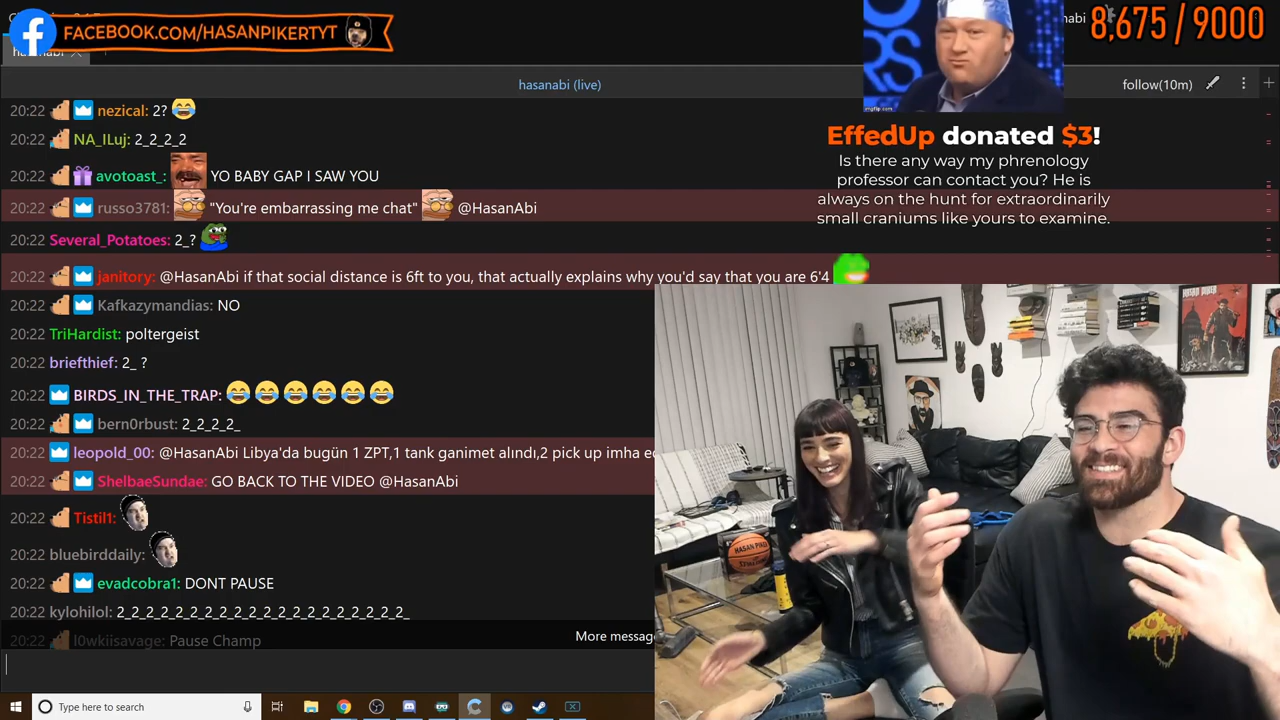 FACEBOOK.COM/HASANPIKERTYT
8,675 / 9000
hasanabi (live)
follow(10m)
20:22 nezical: 2? 😂
20:22 NA_ILuj: 2_2_2_2
20:22 avotoast_: YO BABY GAP I SAW YOU
20:22 russo3781: "You're embarrassing me chat" @HasanAbi
Several_Potatoes: 2_?
20:22 janitory: @HasanAbi if that social distance is 6ft to you, that actually explains why you'd say that you are 6'4
20:22 Kafkazymandias: NO
20:22 TriHardist: poltergeist
20:22 briefthief: 2_ ?
20:22 BIRDS_IN_THE_TRAP: 😂😂😂😂😂😂
20:22 bern0rbust: 2_2_2_2_
20:22 leopold_00: @HasanAbi Libya'da bugün 1 ZPT,1 tank ganimet alındı,2 pick up imha
20:22 ShelbaeSundae: GO BACK TO THE VIDEO @HasanAbi
20:22 Tistil1:
20:22 bluebirddaily:
20:22 evadcobra1: DONT PAUSE
20:22 kylohilol: 2_2_2_2_2_2_2_2_2_2_2_2_2_2_2_2_2_2_2_2_
20:22 l0wkiisavage: Pause Champ
More messag
EffedUp donated $3!
Is there any way my phrenology
professor can contact you? He is
always on the hunt for extraordinarily
small craniums like yours to examine.
Type here to search